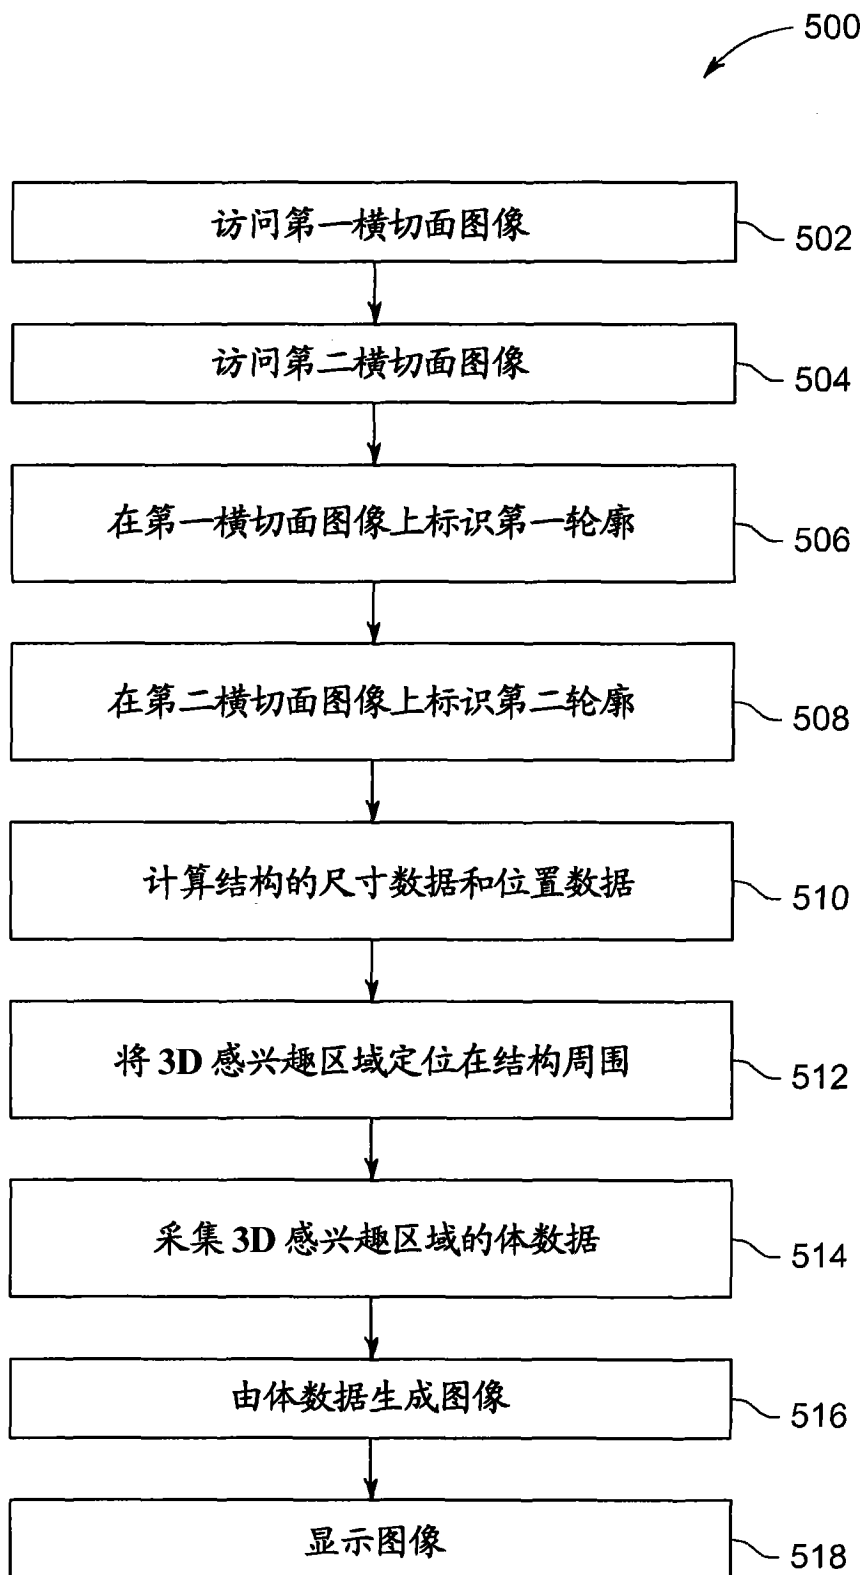 500
访问第一横切面图像
502
访问第二横切面图像
504
在第一横切面图像上标识第一轮廓
506
在第二横切面图像上标识第二轮廓
508
计算结构的尺寸数据和位置数据
510
将 3D 感兴趣区域定位在结构周围
512
采集 3D 感兴趣区域的体数据
514
由体数据生成图像
516
显示图像
518